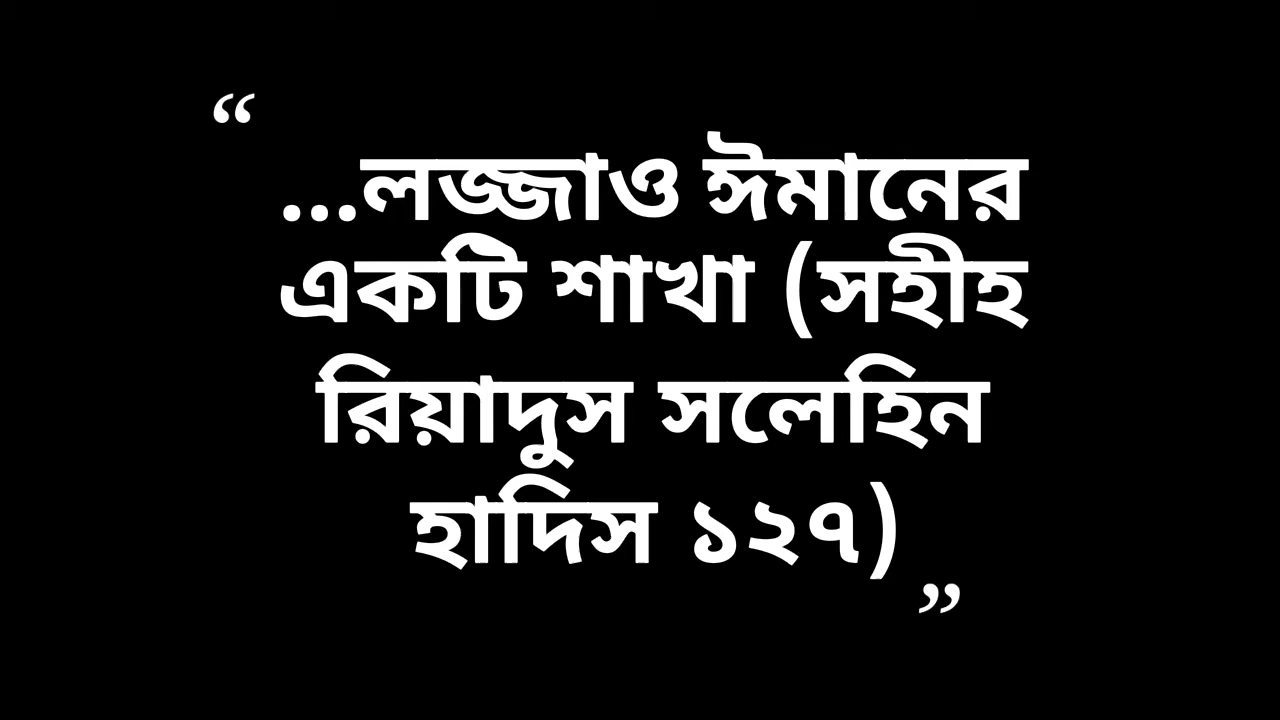 “
...লজ্জাও ঈমানের
একটি শাখা (সহীহ
রিয়াদুস সলেহিন
হাদিস ১২৭)
”